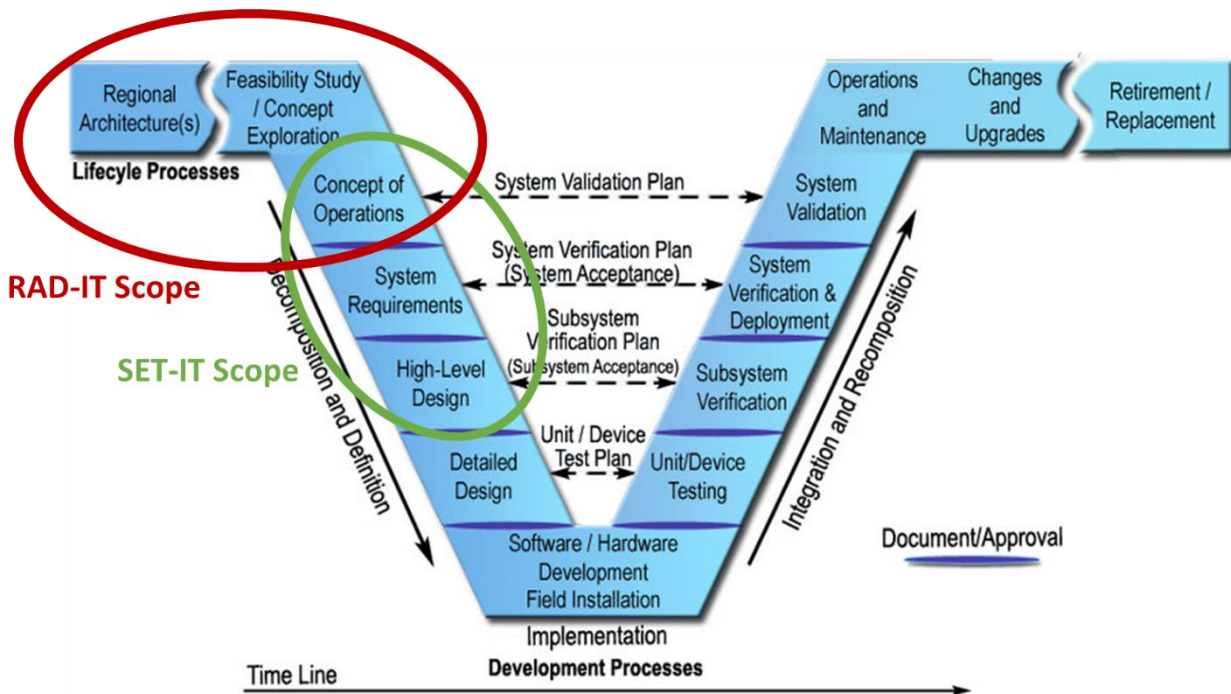 Regional
Architecture(s)
Feasibility Study
/ Concept
Exploration
Lifecyle Processes
Concept of
Operations
System
Requirements
High-Level
Design
Detailed
Design
Software / Hardware
Development
Field Installation
Implementation
Development Processes
RAD-IT Scope
SET-IT Scope
Decomposition and Definition
System Validation Plan
System Verification Plan
(System Acceptance)
Subsystem
Verification Plan
(Subsystem Acceptance)
Unit / Device
Test Plan
Unit/Device
Testing
Subsystem
Verification
System
Verification &
Deployment
System
Validation
Operations
and
Maintenance
Changes
and
Upgrades
Retirement /
Replacement
Integration and Recomposition
Document/Approval
Time Line